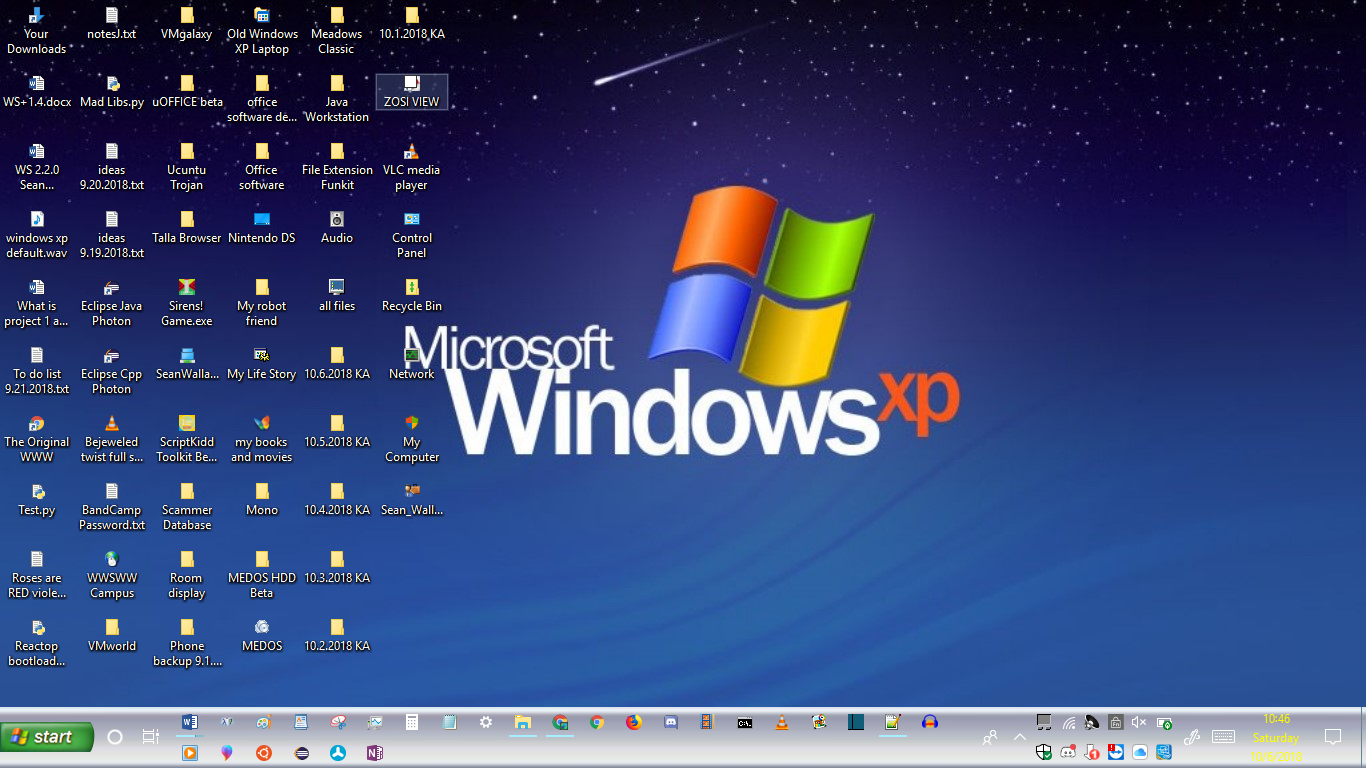 Your
Downloads
notesJ.txt
VMgalaxy
Old Windows
XP Laptop
Meadows
Classic
10.1.2018 KA
WS+1.4.docx
Mad Libs.py
uOFFICE beta
office
software de...
Java
Workstation
ZOSI VIEW
WS 2.2.0
Sean...
ideas
9.20.2018.txt
Ucuntu
Trojan
Office
software
File Extension
Funkit
VLC media
player
windows xp
default.wav
ideas
9.19.2018.txt
Talla Browser
Nintendo DS
Audio
Control
Panel
What is
project 1 a...
Eclipse Java
Photon
Sirens!
Game.exe
My robot
friend
all files
Recycle Bin
To do list
9.21.2018.txt
Eclipse Cpp
Photon
SeanWalla...
My Life Story
10.6.2018 KA
Network
The Original
WWW
Bejeweled
twist full s...
ScriptKidd
Toolkit Be...
my books
and movies
10.5.2018 KA
My
Computer
Test.py
BandCamp
Password.txt
Scammer
Database
Mono
10.4.2018 KA
Sean_Wall...
Roses are
RED viole...
WWSWW
Campus
Room
display
MEDOS HDD
Beta
10.3.2018 KA
Reactop
bootload...
VMworld
Phone
backup 9.1....
MEDOS
10.2.2018 KA
Microsoft
Windows xp
start
10:46
Saturday
10/6/2018